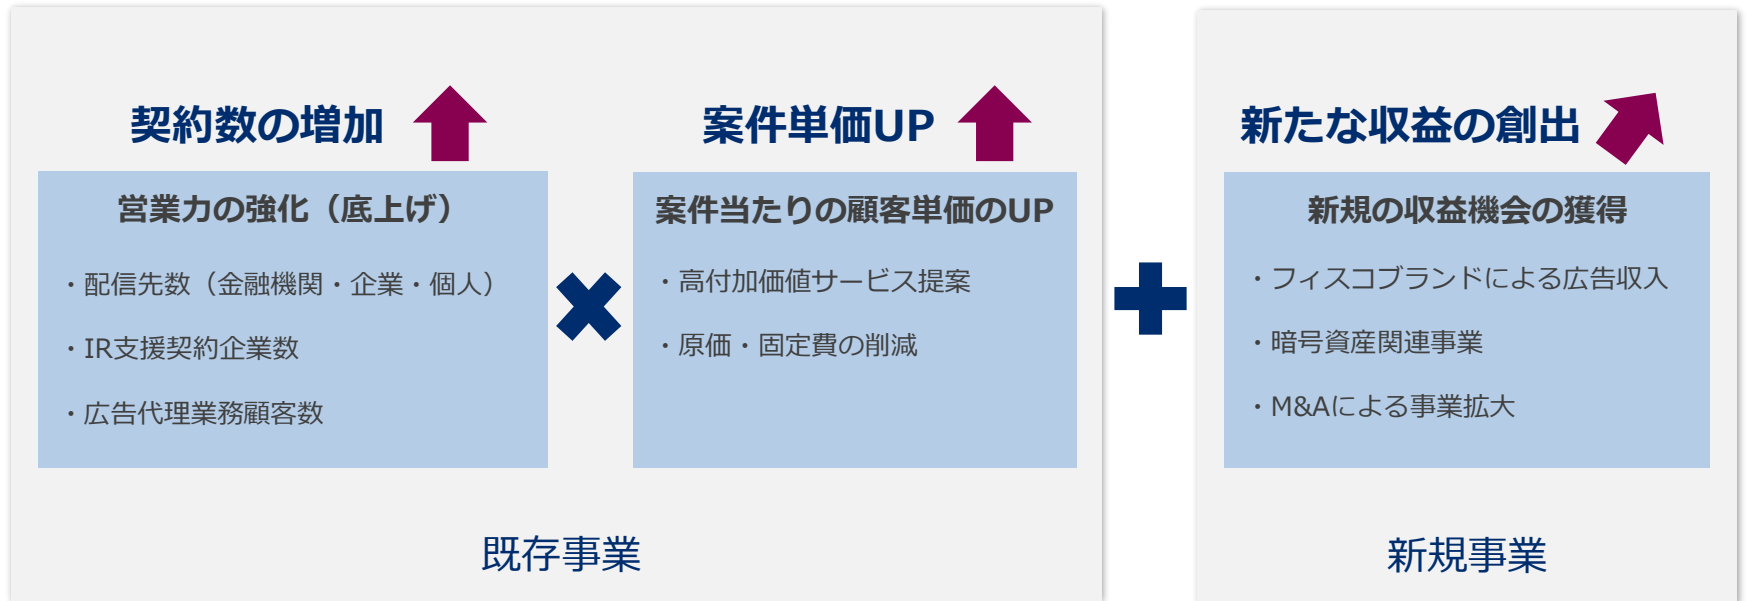 契約数の増加
営業力の強化（底上げ）
・配信先数（金融機関・企業・個人）
・IR支援契約企業数
・広告代理業務顧客数
案件単価UP
案件当たりの顧客単価のUP
・高付加価値サービス提案
・原価・固定費の削減
既存事業
新たな収益の創出
新規の収益機会の獲得
・フィスコブランドによる広告収入
・暗号資産関連事業
・M&Aによる事業拡大
新規事業